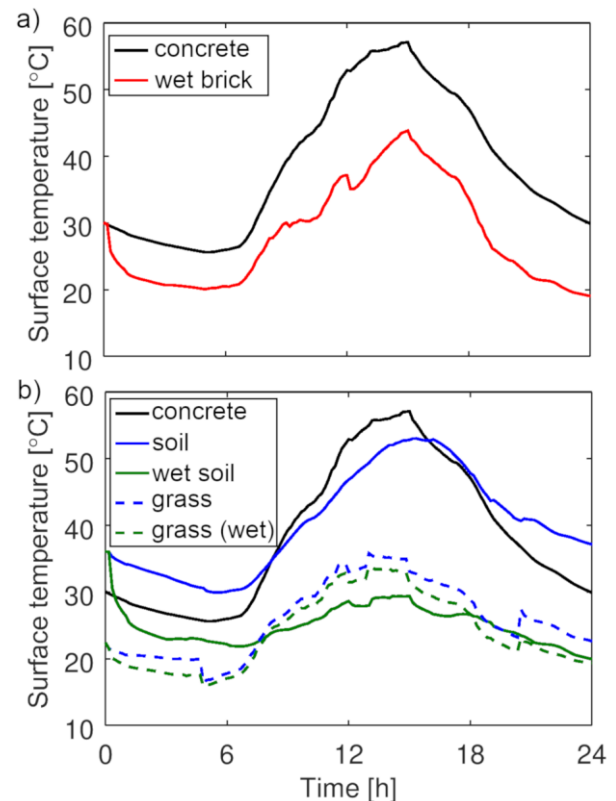 a)
60
50
40
30
20
10
Surface temperature [°C]
concrete
wet brick
b)
60
50
40
30
20
10
Surface temperature [°C]
concrete
soil
wet soil
grass
grass (wet)
0 6 12 18 24
Time [h]